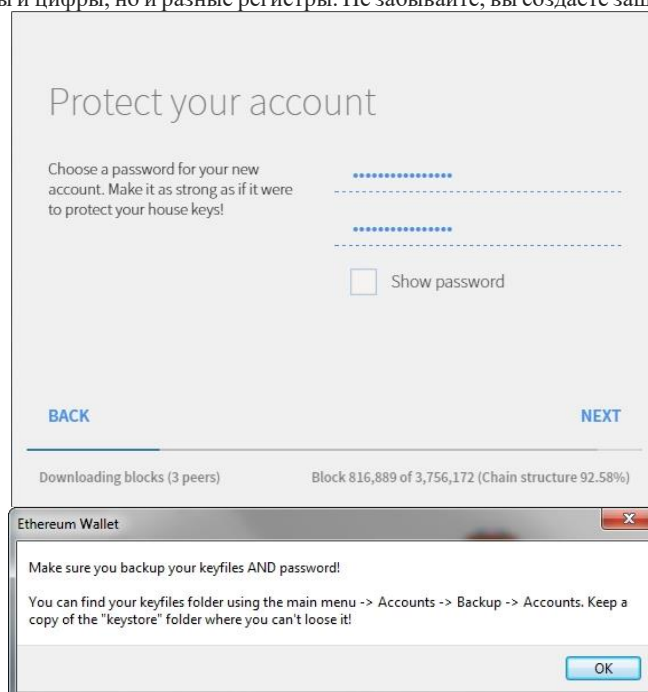 и цифры, но и разные регистры. Не забывайте, вы создаете
Protect your account
Choose a password for your new
account. Make it as strong as if it were
to protect your house keys!
Show password
BACK
NEXT
Downloading blocks (3 peers)
Block 816,889 of 3,756,172 (Chain structure 92.58%)
Ethereum Wallet
Make sure you backup your keyfiles AND password!
You can find your keyfiles folder using the main menu -> Accounts -> Backup -> Accounts. Keep a
copy of the "keystore" folder where you can't loose it!
OK